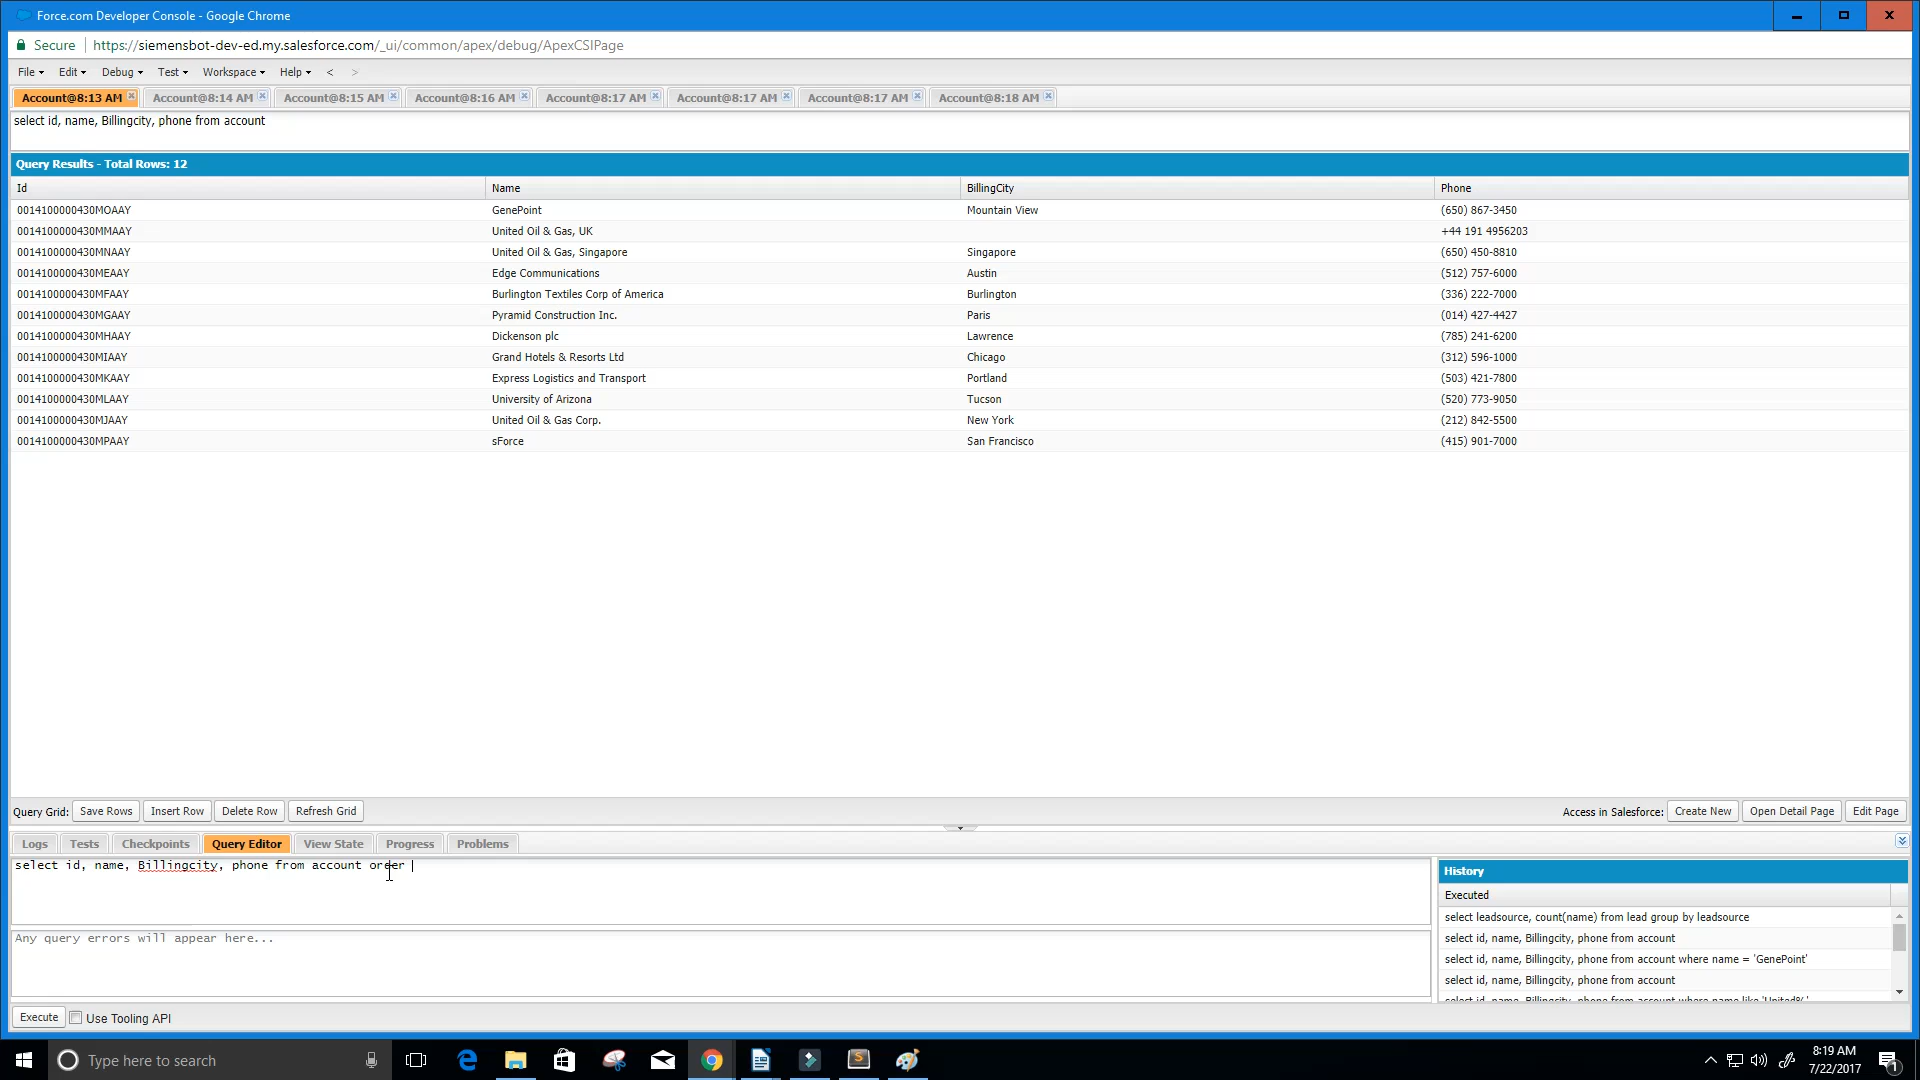 Force.com Developer Console - Google Chrome
Secure https://siemensbot-dev-ed.my.salesforce.com/_ui/common/apex/debug/ApexCSIPage
File Edit Debug Test Workspace Help < >
Account@8:13 AM Account@8:14 AM Account@8:15 AM Account@8:16 AM Account@8:17 AM Account@8:17 AM Account@8:17 AM Account@8:18 AM
select id, name, Billingcity, phone from account
Query Results - Total Rows: 12
Id Name BillingCity Phone
0014100000430MOAAY GenePoint Mountain View (650) 867-3450
0014100000430MMAAY United Oil & Gas, UK +44 191 4956203
0014100000430MNAAY United Oil & Gas, Singapore Singapore (650) 450-8810
0014100000430MEAAY Edge Communications Austin (512) 757-6000
0014100000430MFAAY Burlington Textiles Corp of America Burlington (336) 222-7000
0014100000430MGAAY Pyramid Construction Inc. Paris (014) 427-4427
0014100000430MHAAY Dickenson plc Lawrence (785) 241-6200
0014100000430MIAAY Grand Hotels & Resorts Ltd Chicago (312) 596-1000
0014100000430MKAAY Express Logistics and Transport Portland (503) 421-7800
0014100000430MLAAY University of Arizona Tucson (520) 773-9050
0014100000430MJAAY United Oil & Gas Corp. New York (212) 842-5500
0014100000430MPAAY sForce San Francisco (415) 901-7000
Query Grid: Save Rows Insert Row Delete Row Refresh Grid Access in Salesforce: Create New Open Detail Page Edit Page
Logs Tests Checkpoints Query Editor View State Progress Problems
select id, name, Billingcity, phone from account order
Any query errors will appear here...
History
Executed
select leadsource, count(name) from lead group by leadsource
select id, name, Billingcity, phone from account
select id, name, Billingcity, phone from account where name = 'GenePoint'
select id, name, Billingcity, phone from account
select id, name, Billingcity, phone from account where name like 'United%'
Execute Use Tooling API
Type here to search
8:19 AM
7/22/2017
1